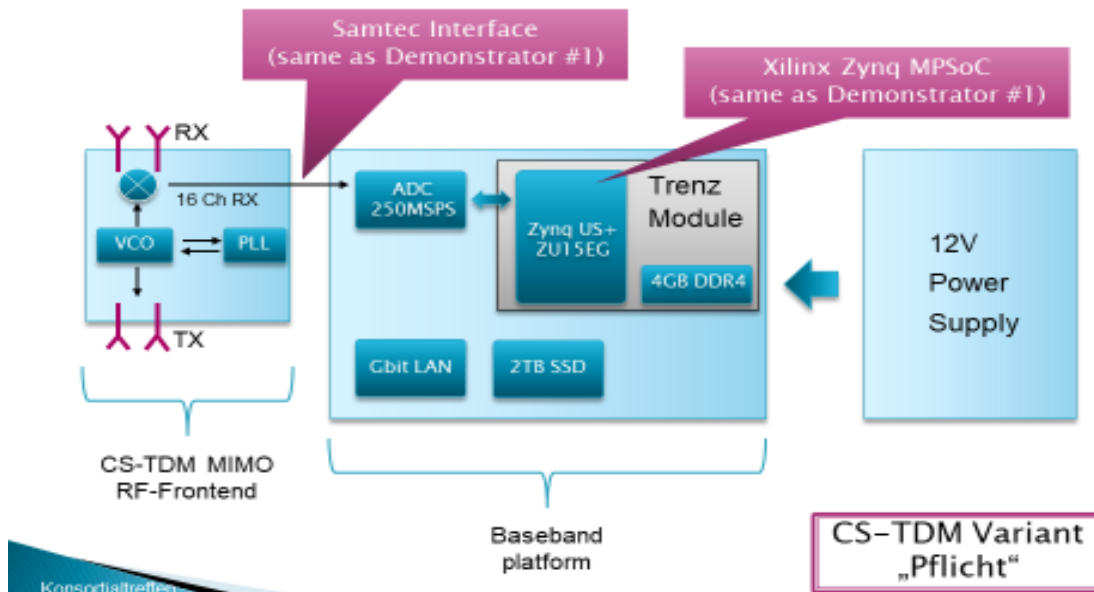 Samtec Interface
(same as Demonstrator #1)
Xilinx Zynq MPSoC
(same as Demonstrator #1)
RX
16 Ch RX
VCO
PLL
TX
ADC
250MSPS
Zynq US+
ZU15EG
Trenz
Module
4GB DDR4
Gbit LAN
2TB SSD
12V
Power
Supply
CS-TDM MIMO
RF-Frontend
Baseband
platform
CS-TDM Variant
„Pflicht“
Konsortialtreffen